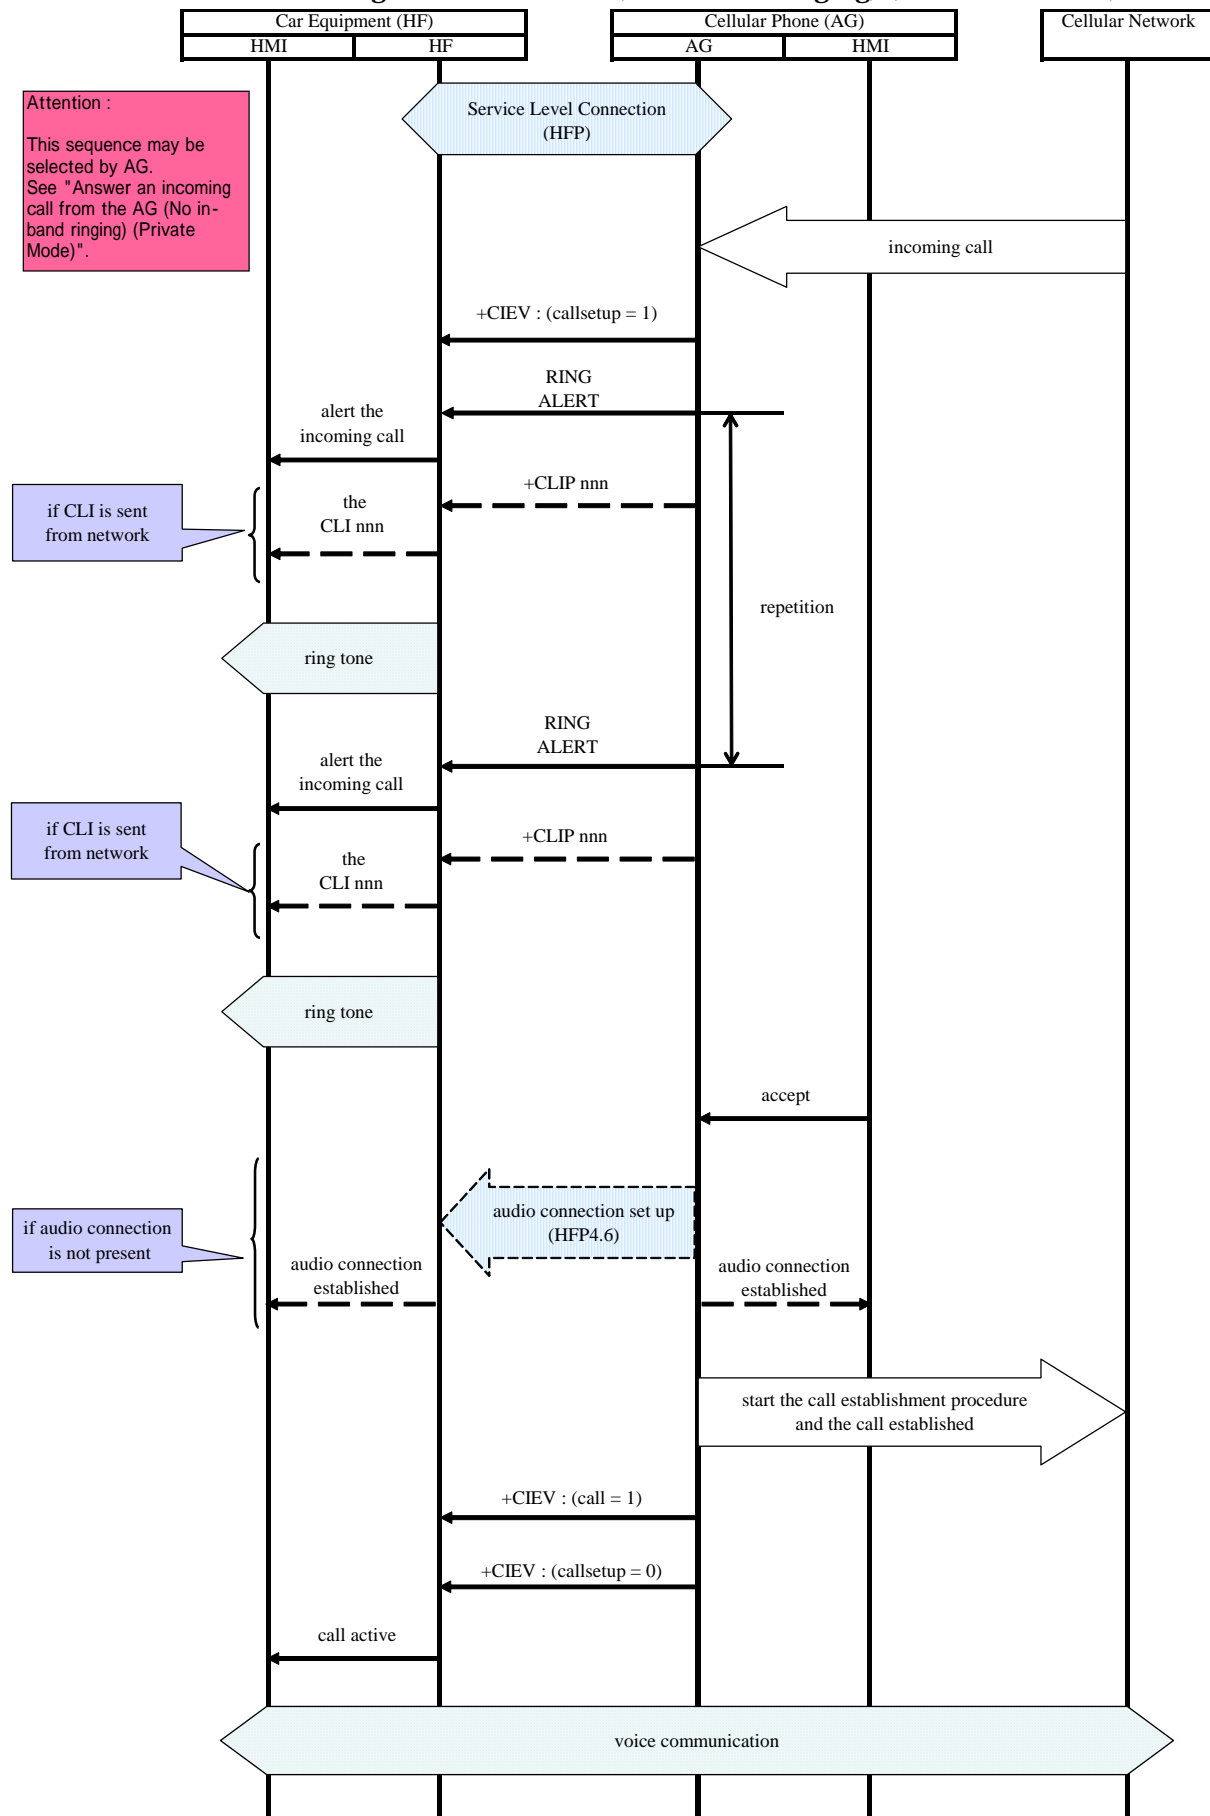 Car Equipment (HF)
Cellular Phone (AG)
Cellular Network
HMI
HF
AG
HMI
Attention :
This sequence may be
selected by AG.
See "Answer an incoming
call from the AG (No in-
band ringing) (Private
Mode)".
Service Level Connection
(HFP)
incoming call
+CIEV : (callsetup = 1)
RING
ALERT
alert the
incoming call
+CLIP nnn
if CLI is sent
from network
the
CLI nnn
repetition
ring tone
RING
ALERT
alert the
incoming call
+CLIP nnn
if CLI is sent
from network
the
CLI nnn
ring tone
accept
audio connection set up
(HFP4.6)
if audio connection
is not present
audio connection
established
audio connection
established
start the call establishment procedure
and the call established
+CIEV : (call = 1)
+CIEV : (callsetup = 0)
call active
voice communication